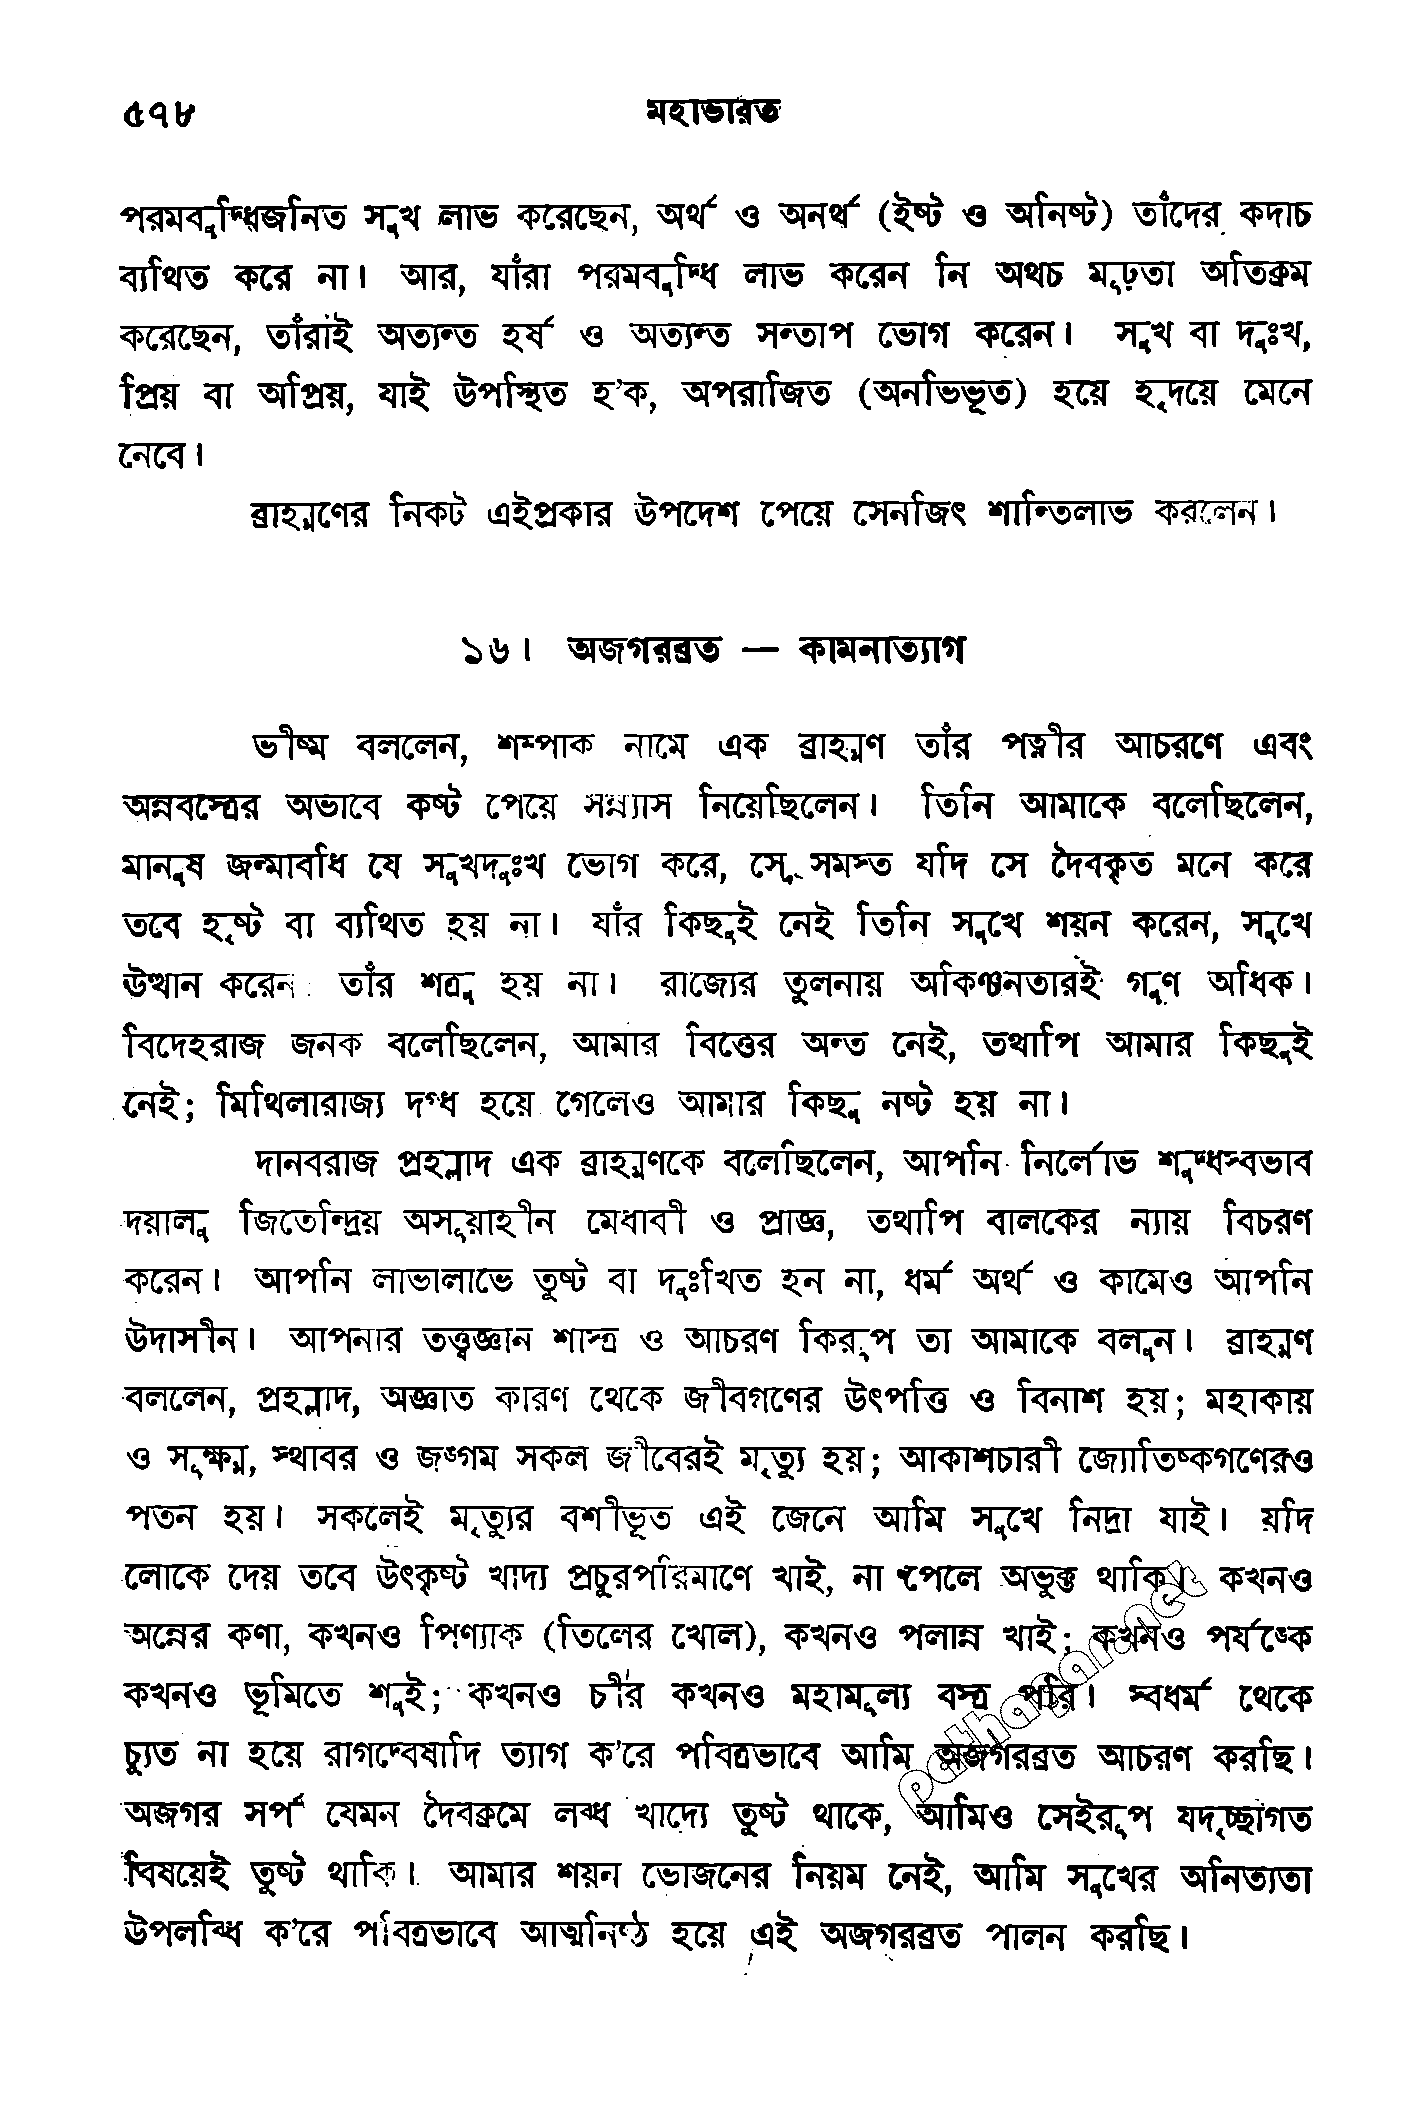 ৫৭৮ মহাভারত
পরমবুদ্ধিজনিত সুখ লাভ করেছেন, অর্থ ও অনর্থ (ইষ্ট ও অনিষ্ট) তাঁদের কদাচ
ব্যথিত করে না। আর, যাঁরা পরমবুদ্ধি লাভ করেন নি অথচ মূঢ়তা অতিক্রম
করেছেন, তাঁরাই অত্যন্ত হর্ষ ও অত্যন্ত সন্তাপ ভোগ করেন। সুখ বা দুঃখ,
প্রিয় বা অপ্রিয়, যাই উপস্থিত হ’ক, অপরাজিত (অনভিভূত) হয়ে হৃদয়ে মেনে
নেবে।
ব্রাহ্মণের নিকট এইপ্রকার উপদেশ পেয়ে সেনজিৎ শান্তিলাভ করলেন।
১৬। অজগরব্রত — কামনাত্যাগ
ভীষ্ম বললেন, শম্পাক নামে এক ব্রাহ্মণ তাঁর পত্নীর আচরণে এবং
অন্নবস্ত্রের অভাবে কষ্ট পেয়ে সন্ন্যাস নিয়েছিলেন। তিনি আমাকে বলেছিলেন,
মানুষ জন্মাবধি যে সুখদুঃখ ভোগ করে, সে সমস্ত যদি সে দৈবকৃত মনে করে
তবে হৃষ্ট বা ব্যথিত হয় না। যাঁর কিছুই নেই তিনি সুখে শয়ন করেন, সুখে
উত্থান করেন তাঁর শত্রু হয় না। রাজ্যের তুলনায় অকিঞ্চনতারই গুণ অধিক।
বিদেহরাজ জনক বলেছিলেন, আমার বিত্তের অন্ত নেই, তথাপি আমার কিছুই
নেই; মিথিলারাজ্য দগ্ধ হয়ে গেলেও আমার কিছু নষ্ট হয় না।
দানবরাজ প্রহ্লাদ এক ব্রাহ্মণকে বলেছিলেন, আপনি নির্লোভ শুদ্ধস্বভাব
দয়ালু জিতেন্দ্রিয় অসূয়াহীন মেধাবী ও প্রাজ্ঞ, তথাপি বালকের ন্যায় বিচরণ
করেন। আপনি লাভালাভে তুষ্ট বা দুঃখিত হন না, ধর্ম অর্থ ও কামেও আপনি
উদাসীন। আপনার তত্ত্বজ্ঞান শাস্ত্র ও আচরণ কিরূপ তা আমাকে বলুন। ব্রাহ্মণ
বললেন, প্রহ্লাদ, অজ্ঞাত কারণ থেকে জীবগণের উৎপত্তি ও বিনাশ হয়; মহাকায়
ও সূক্ষ্ম, স্থাবর ও জঙ্গম সকল জীবেরই মৃত্যু হয়; আকাশচারী জ্যোতিষ্কগণেরও
পতন হয়। সকলেই মৃত্যুর বশীভূত এই জেনে আমি সুখে নিদ্রা যাই। যদি
লোকে দেয় তবে উৎকৃষ্ট খাদ্য প্রচুরপরিমাণে খাই, না পেলে অভুক্ত থাকি। কখনও
অন্নের কণা, কখনও পিণ্যাক (তিলের খোল), কখনও পলান্ন খাই; কখনও পর্যঙ্কে
কখনও ভূমিতে শুই; কখনও চীর কখনও মহামূল্য বস্ত্র পরি। স্বধর্ম থেকে
চ্যুত না হয়ে রাগদ্বেষাদি ত্যাগ ক’রে পবিত্রভাবে আমি অজগরব্রত আচরণ করছি।
অজগর সর্প যেমন দৈবক্রমে লব্ধ খাদ্যে তুষ্ট থাকে, আমিও সেইরূপ যদৃচ্ছাগত
বিষয়েই তুষ্ট থাকি। আমার শয়ন ভোজনের নিয়ম নেই, আমি সুখের অনিত্যতা
উপলব্ধি ক’রে পবিত্রভাবে আত্মনিষ্ঠ হয়ে এই অজগরব্রত পালন করছি।
pathagar.net